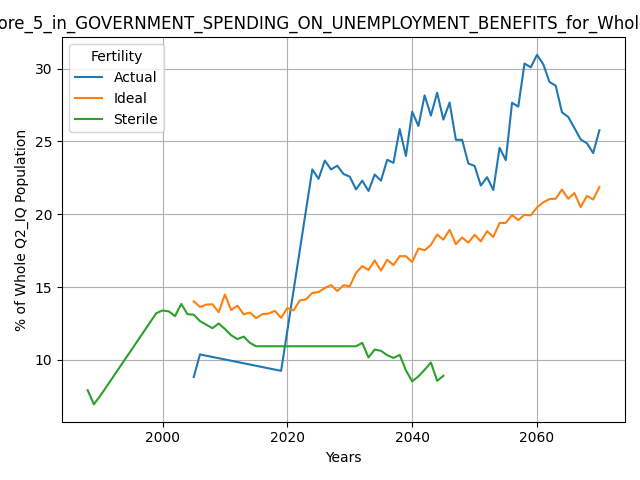 ore_5_in_GOVERNMENT_SPENDING_ON_UNEMPLOYMENT_BENEFITS_for_Whol
Fertility
Actual
Ideal
Sterile
30
25
20
15
10
% of Whole Q2_IQ Population
2000
2020
2040
2060
Years